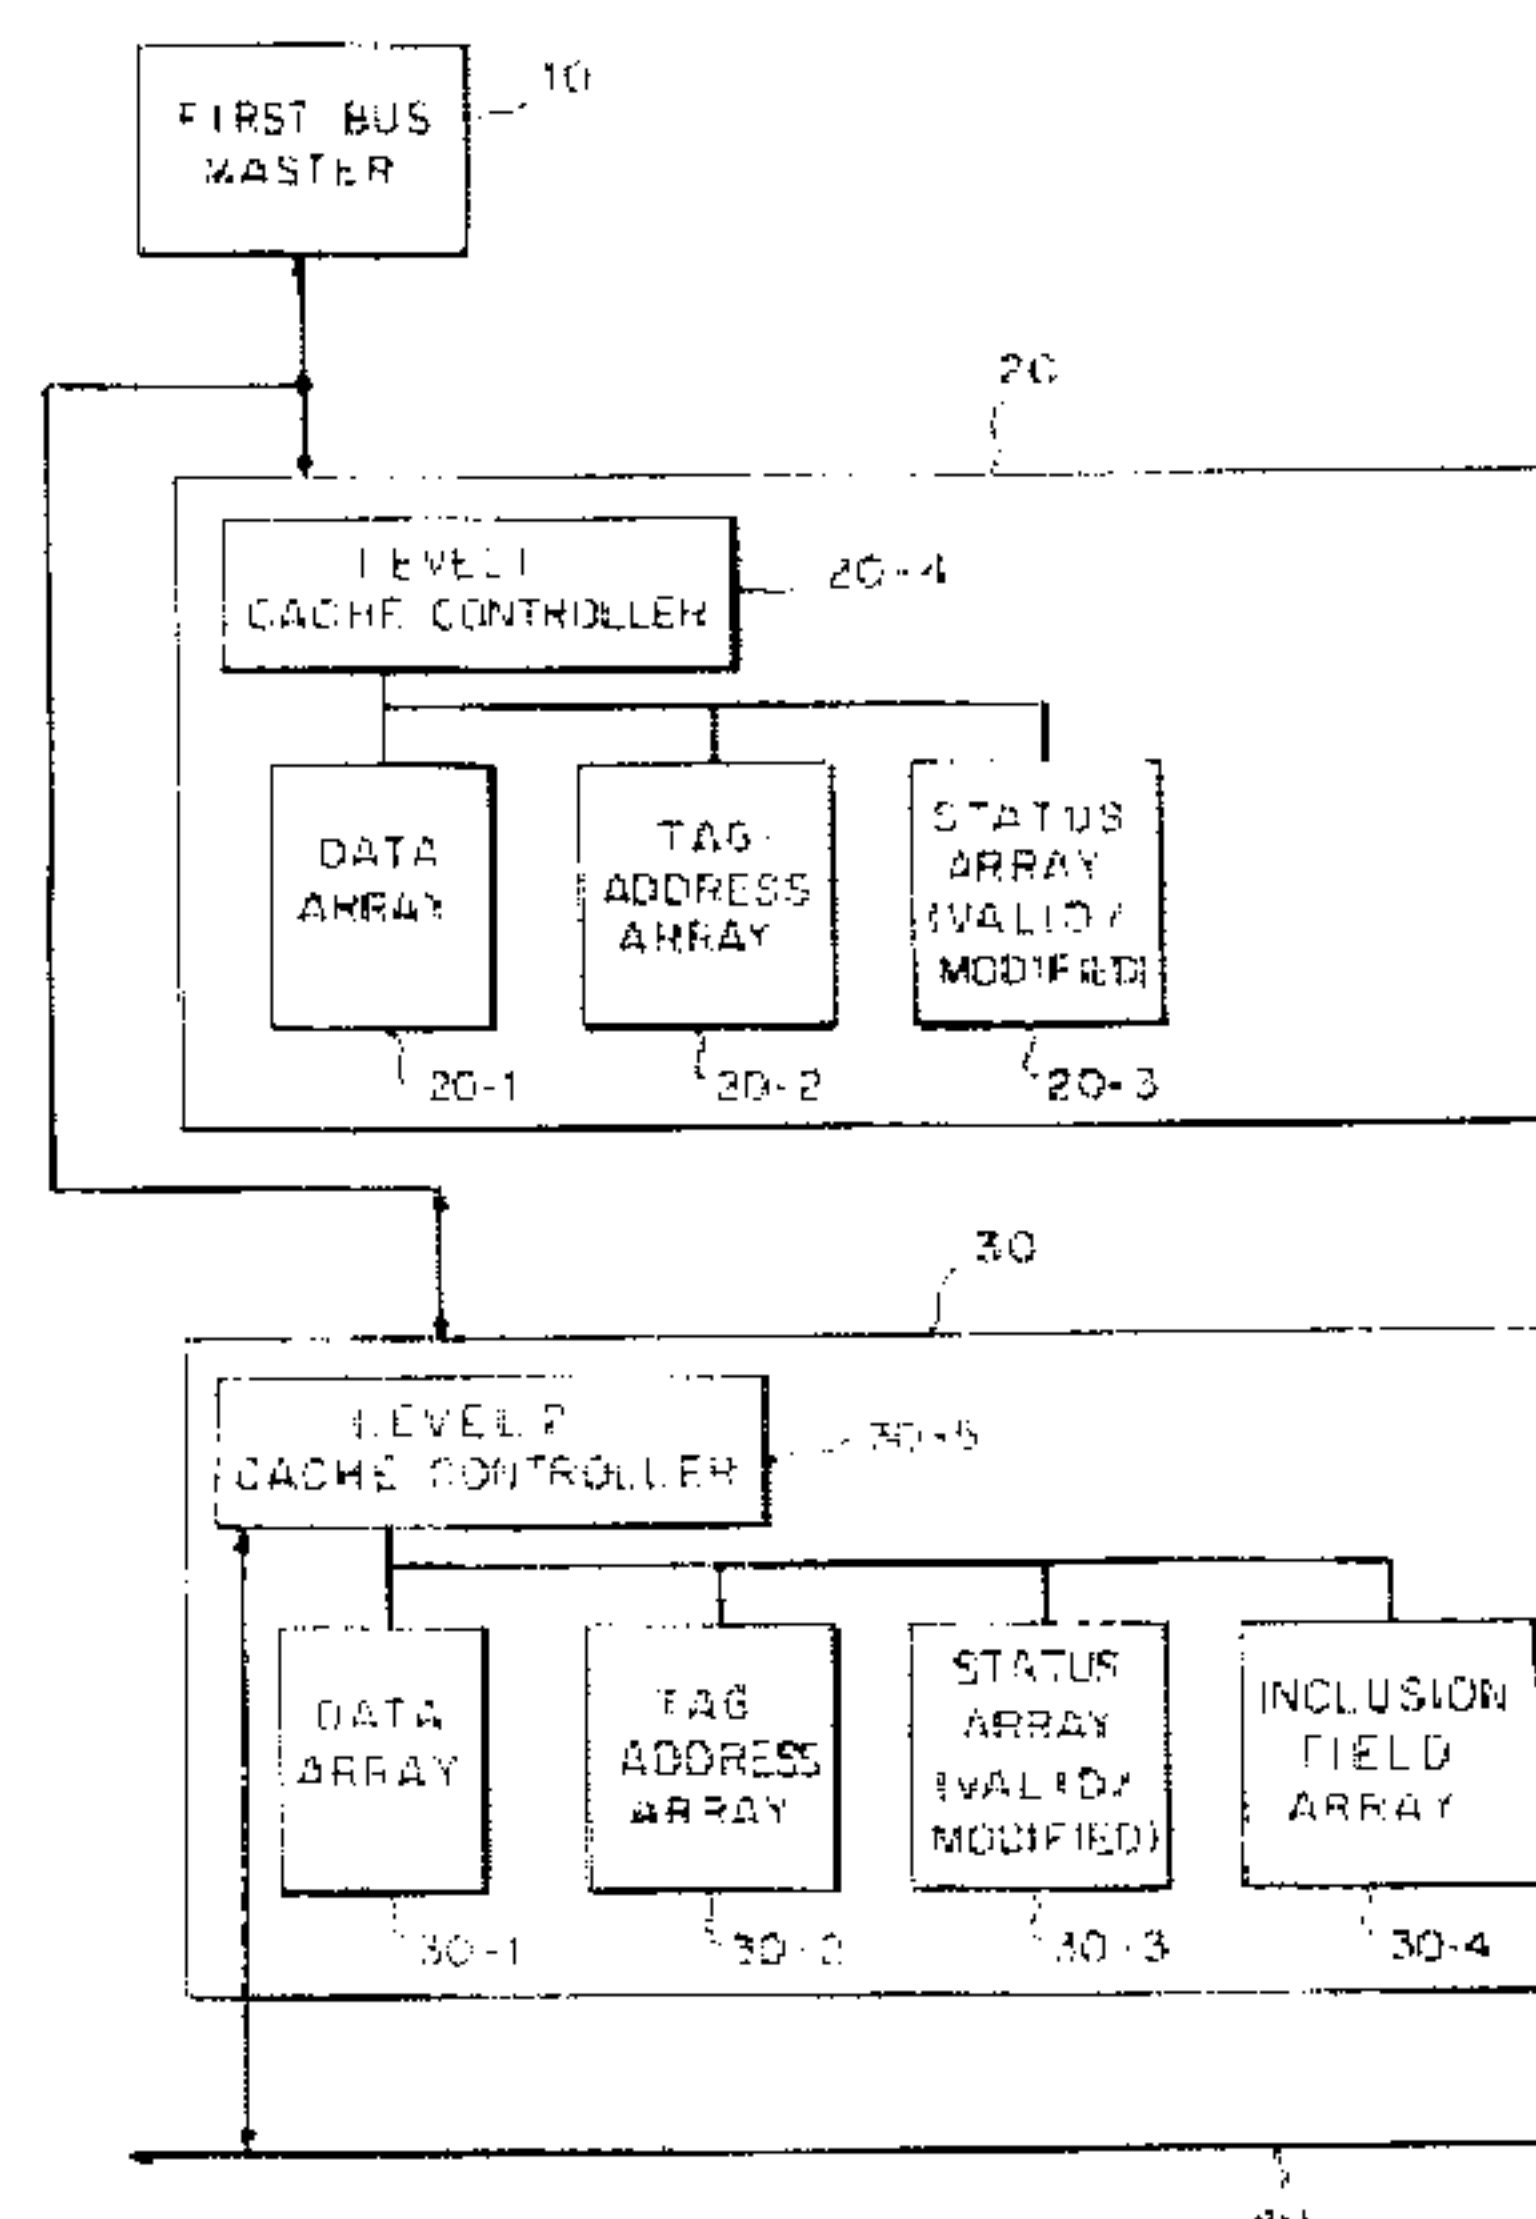 FIRST BUS
MASTER
10
20
LEVEL 1
CACHE CONTROLLER
20-4
DATA
ARRAY
TAG
ADDRESS
ARRAY
STATUS
ARRAY
(VALID/
MODIFIED)
20-1
20-2
20-3
30
LEVEL 2
CACHE CONTROLLER
30-5
DATA
ARRAY
TAG
ADDRESS
ARRAY
STATUS
ARRAY
(VALID/
MODIFIED)
INCLUSION
FIELD
ARRAY
30-1
30-2
30-3
30-4